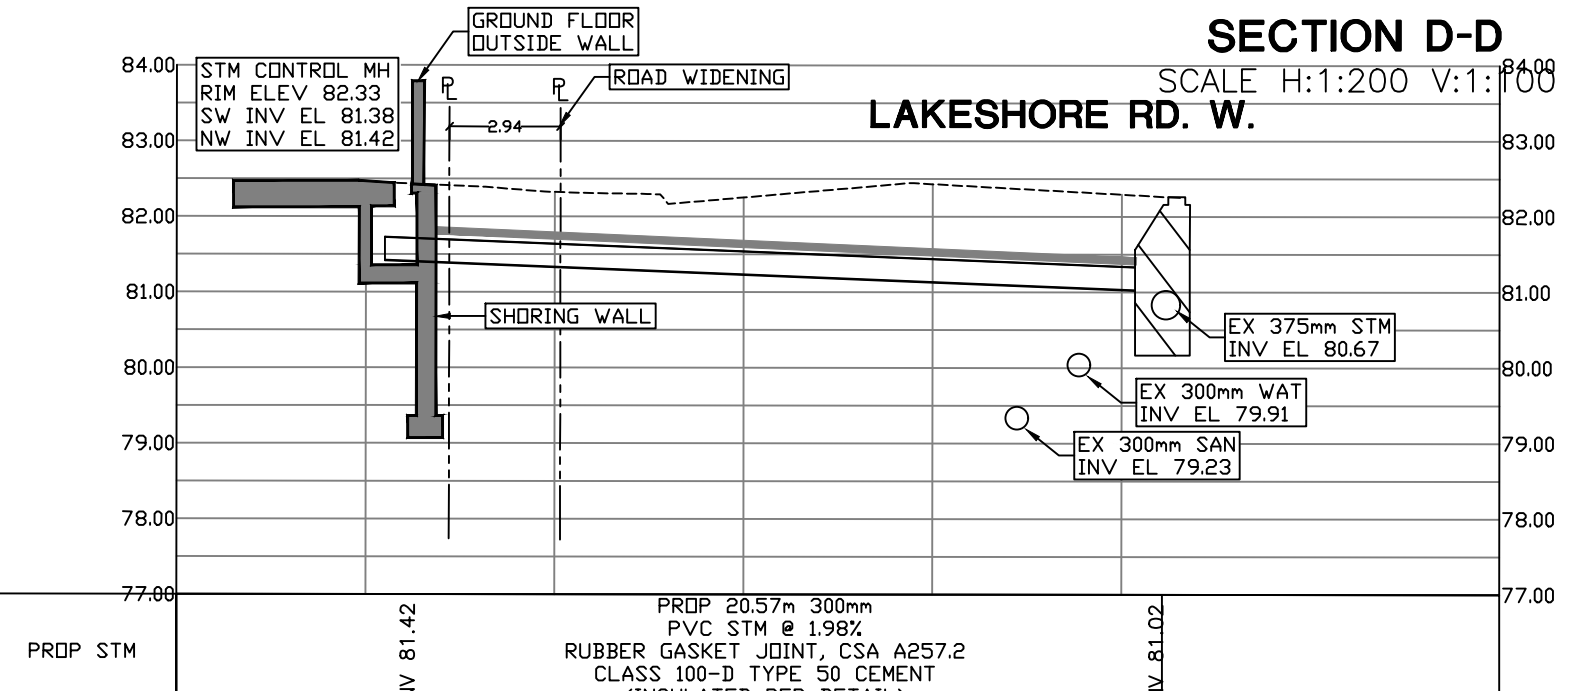 SECTION D-D
SCALE H:1:200 V:1:100
LAKESHORE RD. W.
GROUND FLOOR
OUTSIDE WALL
STM CONTROL MH
RIM ELEV 82.33
SW INV EL 81.38
NW INV EL 81.42
PL
PL
ROAD WIDENING
2.94
84.00
83.00
82.00
81.00
80.00
79.00
78.00
77.00
84.00
83.00
82.00
81.00
80.00
79.00
78.00
77.00
SHORING WALL
EX 375mm STM
INV EL 80.67
EX 300mm WAT
INV EL 79.91
EX 300mm SAN
INV EL 79.23
PROP STM
81.42
PROP 20.57m 300mm
PVC STM @ 1.98%
RUBBER GASKET JOINT, CSA A257.2
CLASS 100-D TYPE 50 CEMENT
81.02